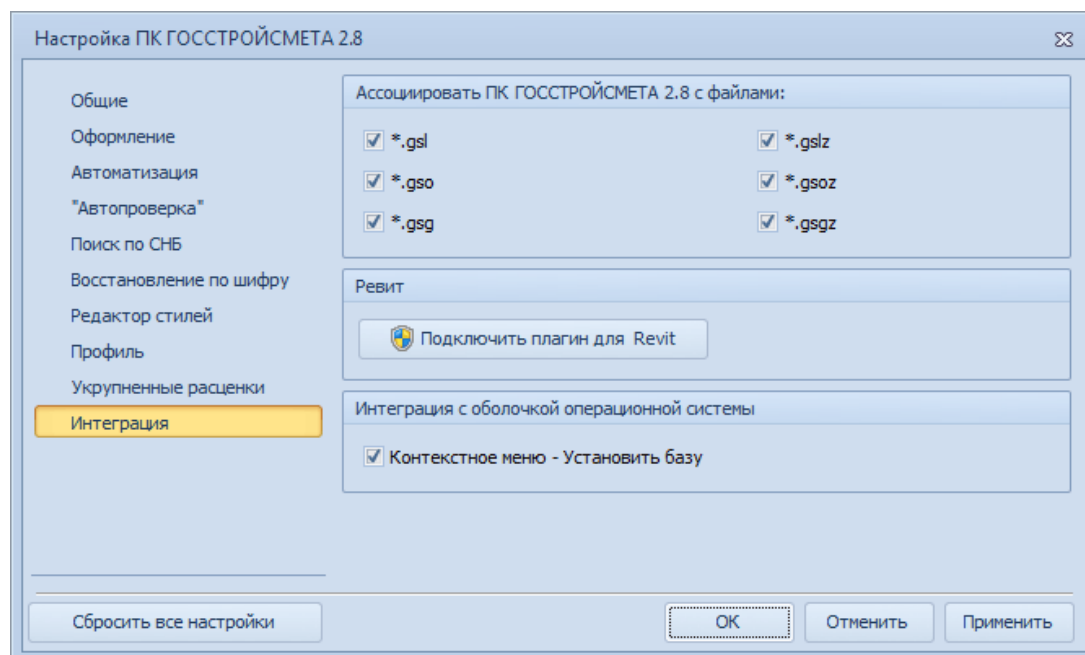 Настройка ПК ГОССТРОЙСМЕТА 2.8
Общие
Оформление
Автоматизация
"Автопроверка"
Поиск по СНБ
Восстановление по шифру
Редактор стилей
Профиль
Укрупненные расценки
Интеграция
Ассоциировать ПК ГОССТРОЙСМЕТА 2.8 с файлами:
*.gsl *.gslz
*.gso *.gsoz
*.gsg *.gsgz
Ревит
Подключить плагин для Revit
Интеграция с оболочкой операционной системы
Контекстное меню - Установить базу
Сбросить все настройки OK Отменить Применить